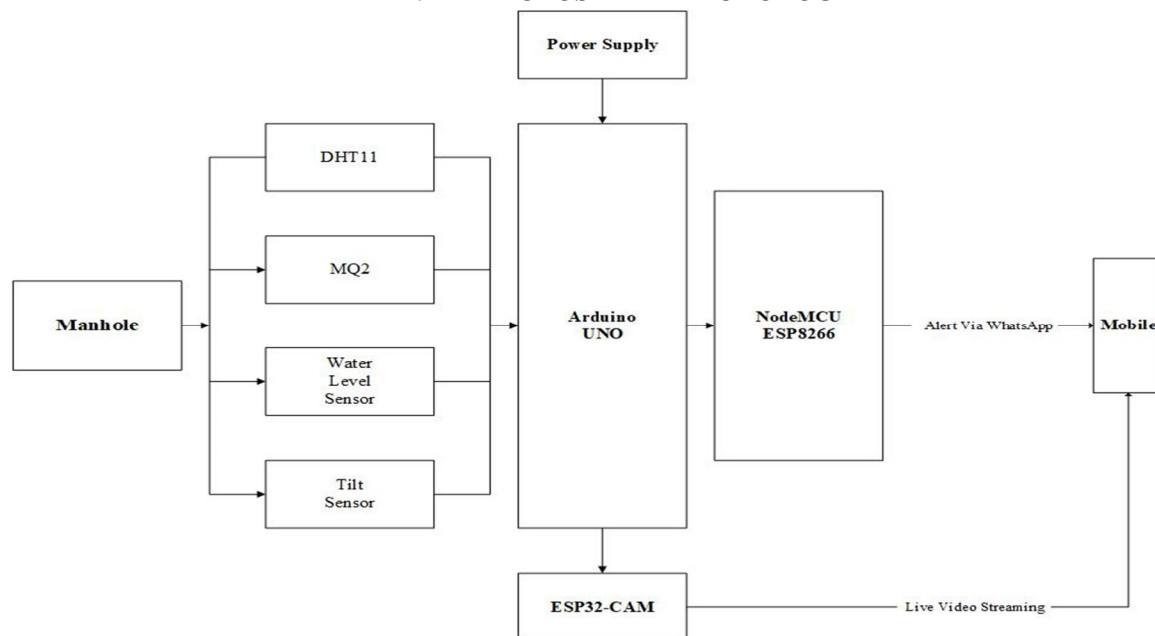 Power Supply
DHT11
MQ2
Manhole
Arduino
UNO
NodeMCU
ESP8266
Alert Via WhatsApp
Mobile
Water
Level
Sensor
Tilt
Sensor
ESP32-CAM
Live Video Streaming